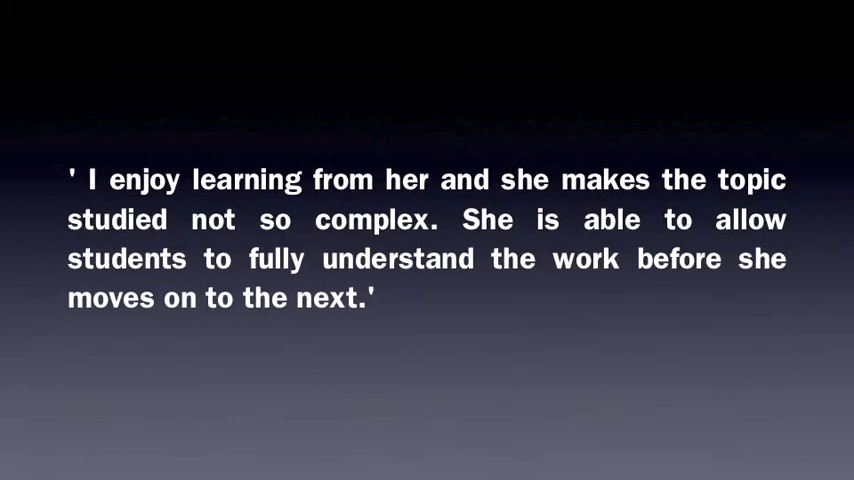 ' I enjoy learning from her and she makes the topic
studied not so complex. She is able to allow
students to fully understand the work before she
moves on to the next.'